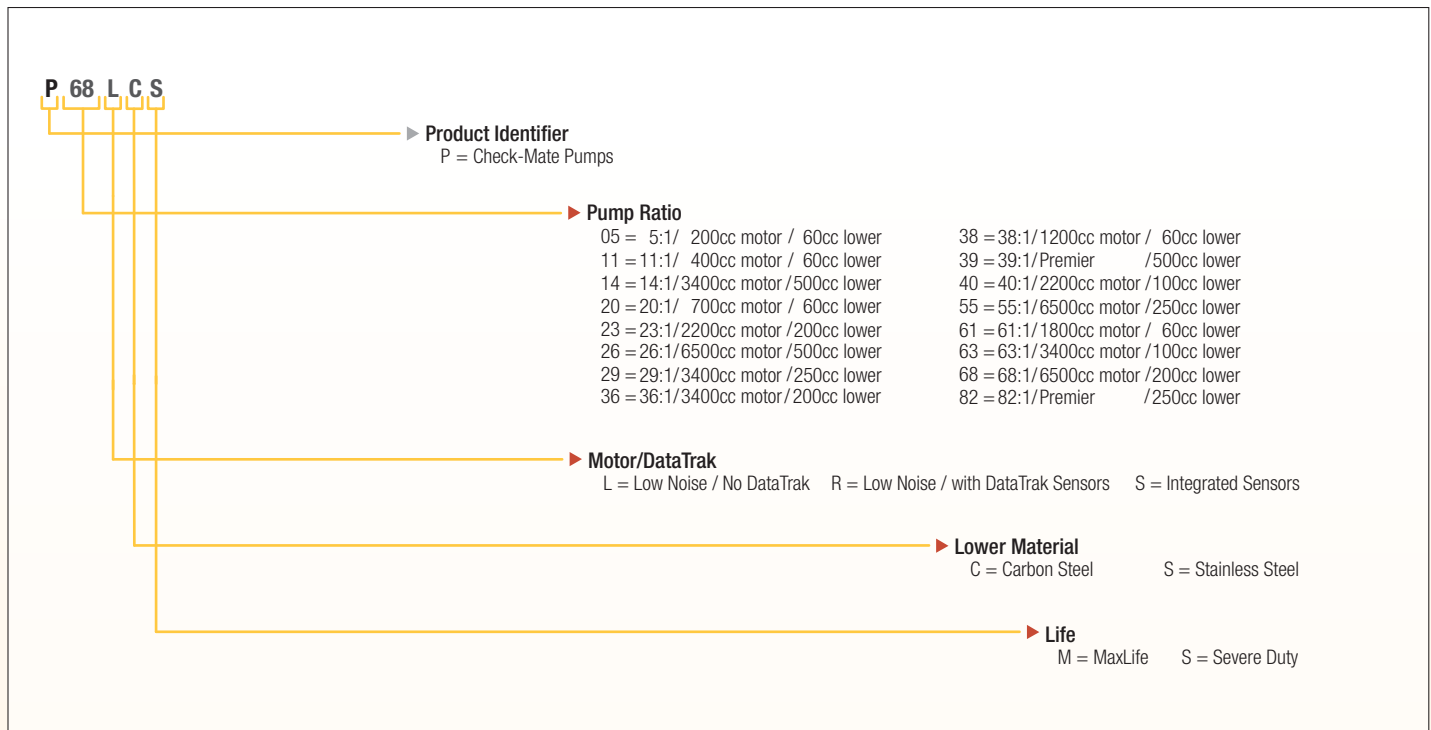 P 68 L C S
Product Identifier
P = Check-Mate Pumps
Pump Ratio
05 = 5:1/ 200cc motor / 60cc lower
11 = 11:1/ 400cc motor / 60cc lower
14 = 14:1/3400cc motor /500cc lower
20 = 20:1/ 700cc motor / 60cc lower
23 = 23:1/2200cc motor /200cc lower
26 = 26:1/6500cc motor /500cc lower
29 = 29:1/3400cc motor /250cc lower
36 = 36:1/3400cc motor/200cc lower
38 = 38:1/1200cc motor / 60cc lower
39 = 39:1/Premier /500cc lower
40 = 40:1/2200cc motor /100cc lower
55 = 55:1/6500cc motor /250cc lower
61 = 61:1/1800cc motor / 60cc lower
63 = 63:1/3400cc motor /100cc lower
68 = 68:1/6500cc motor /200cc lower
82 = 82:1/Premier /250cc lower
Motor/DataTrak
L = Low Noise / No DataTrak R = Low Noise / with DataTrak Sensors S = Integrated Sensors
Lower Material
C = Carbon Steel S = Stainless Steel
Life
M = MaxLife S = Severe Duty